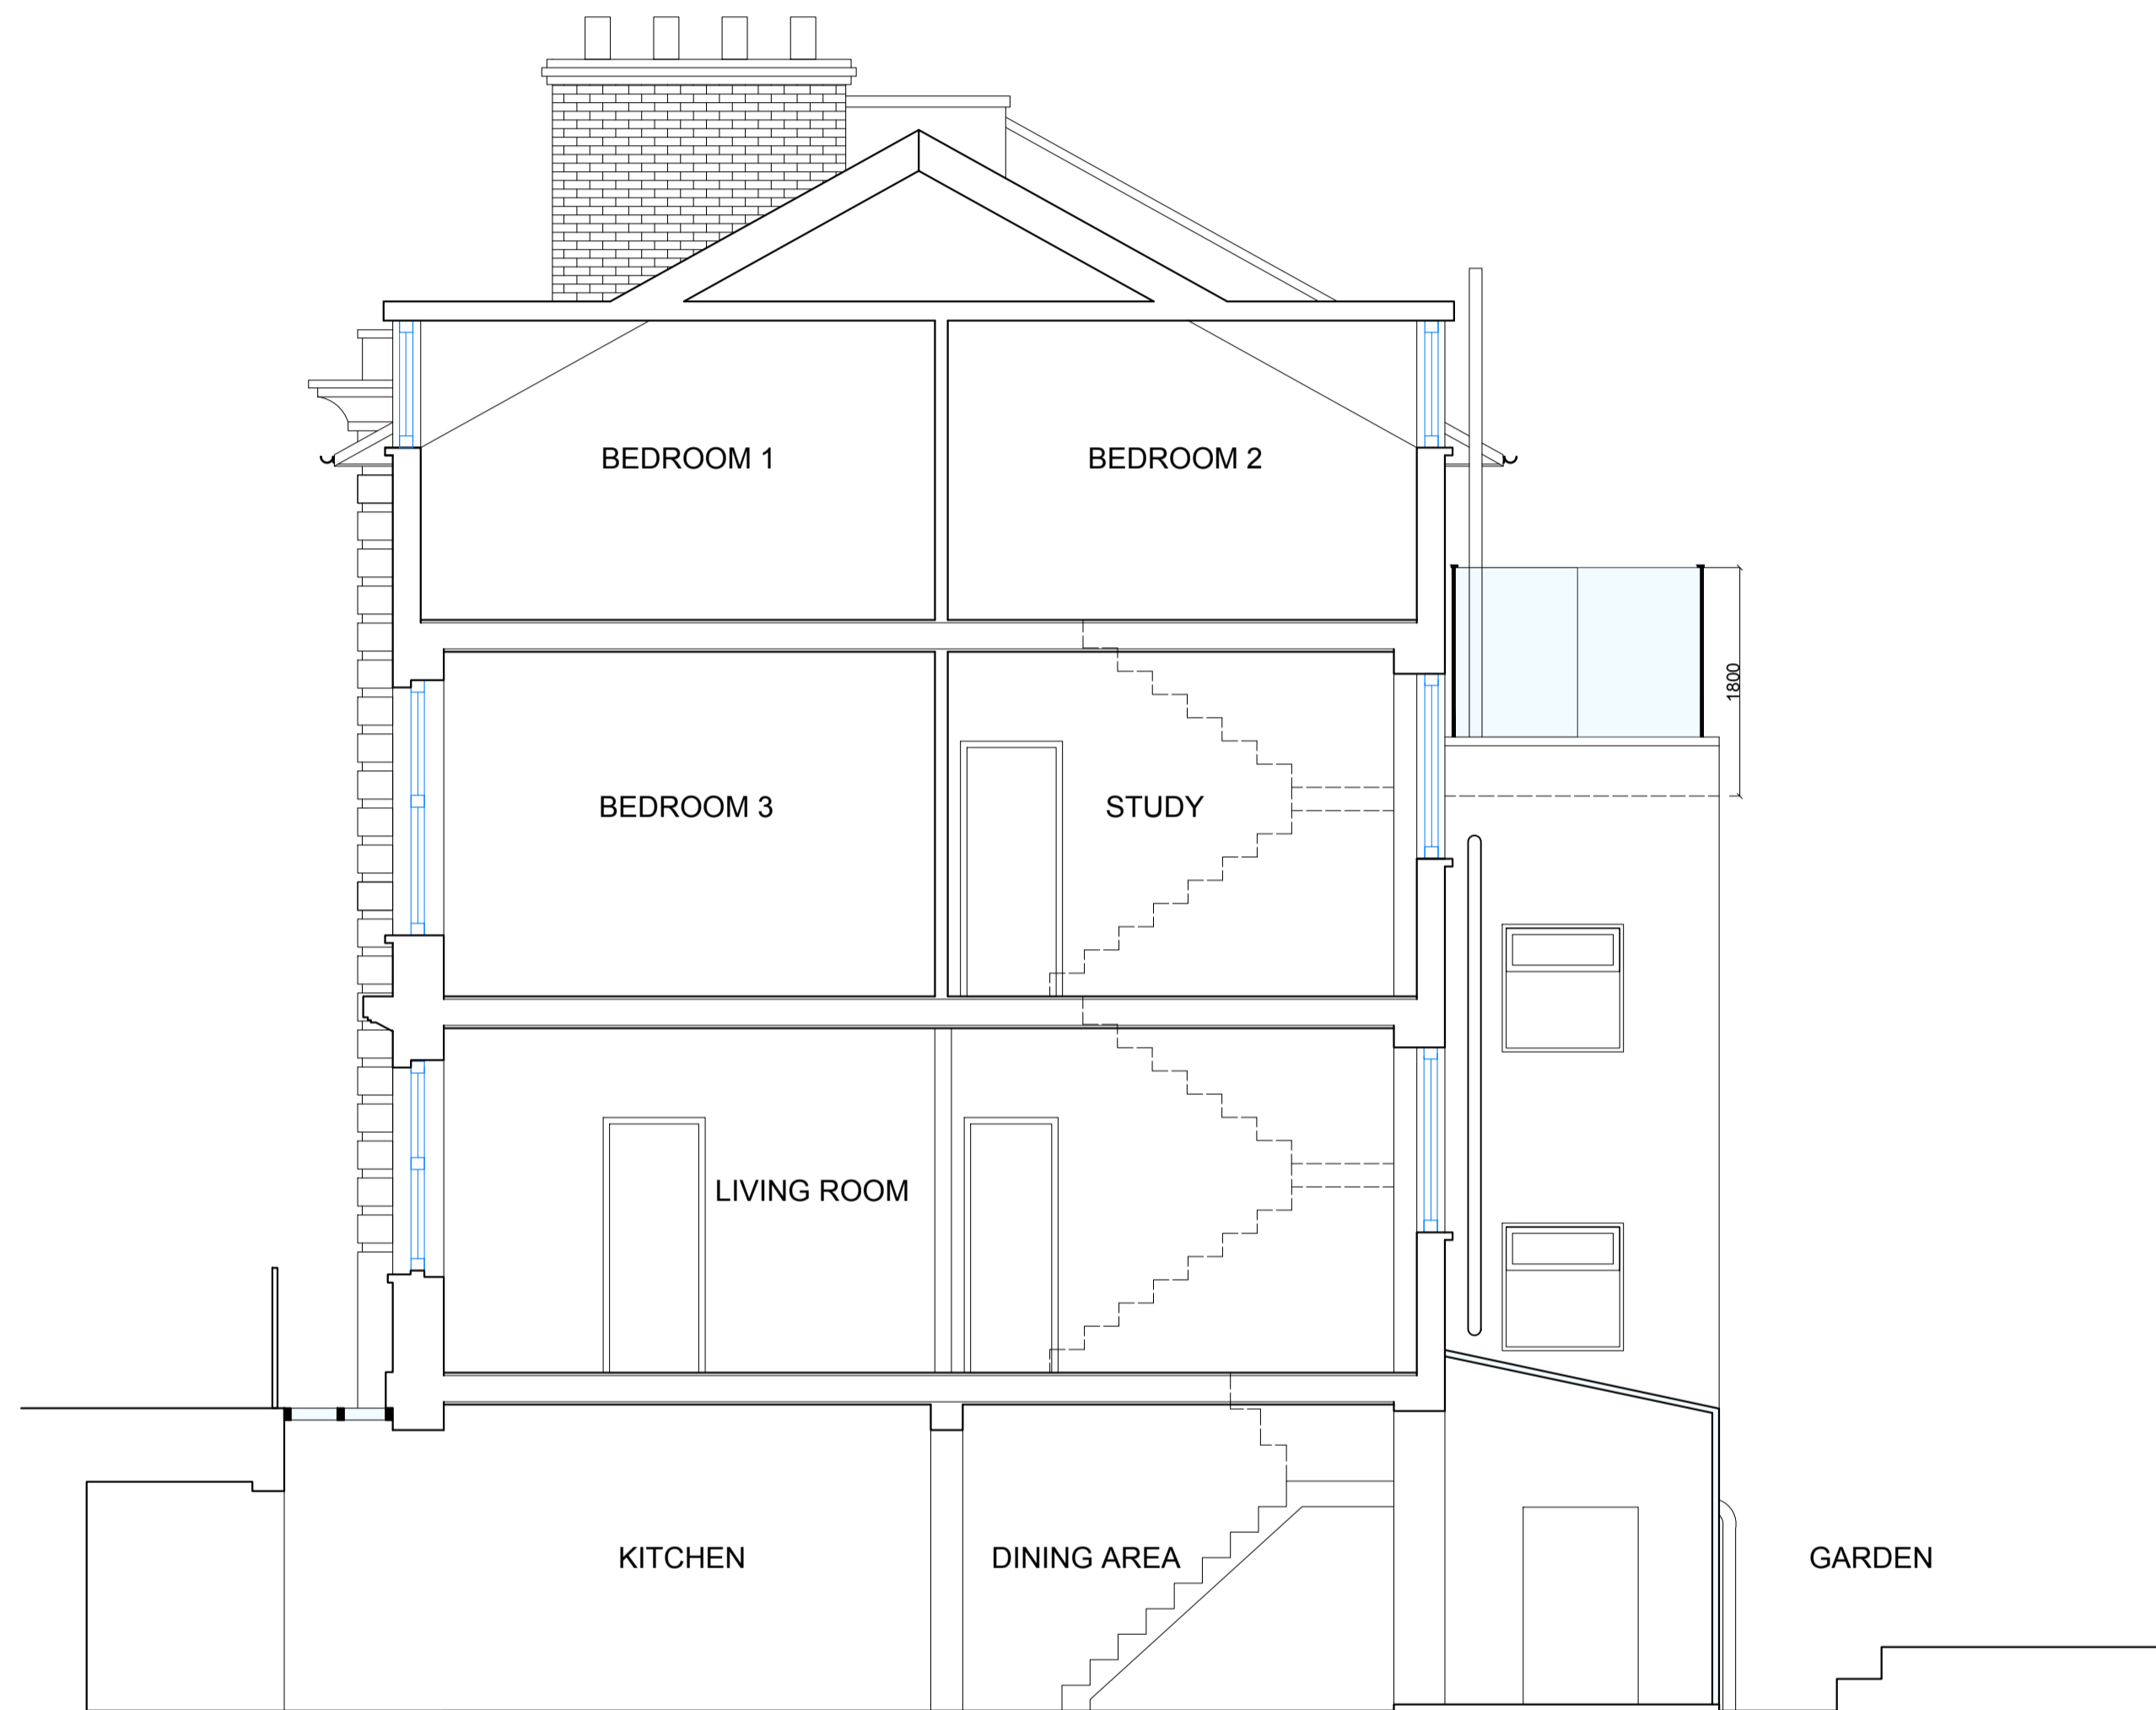 BEDROOM 1
BEDROOM 2
1800
BEDROOM 3
STUDY
LIVING ROOM
KITCHEN
DINING AREA
GARDEN